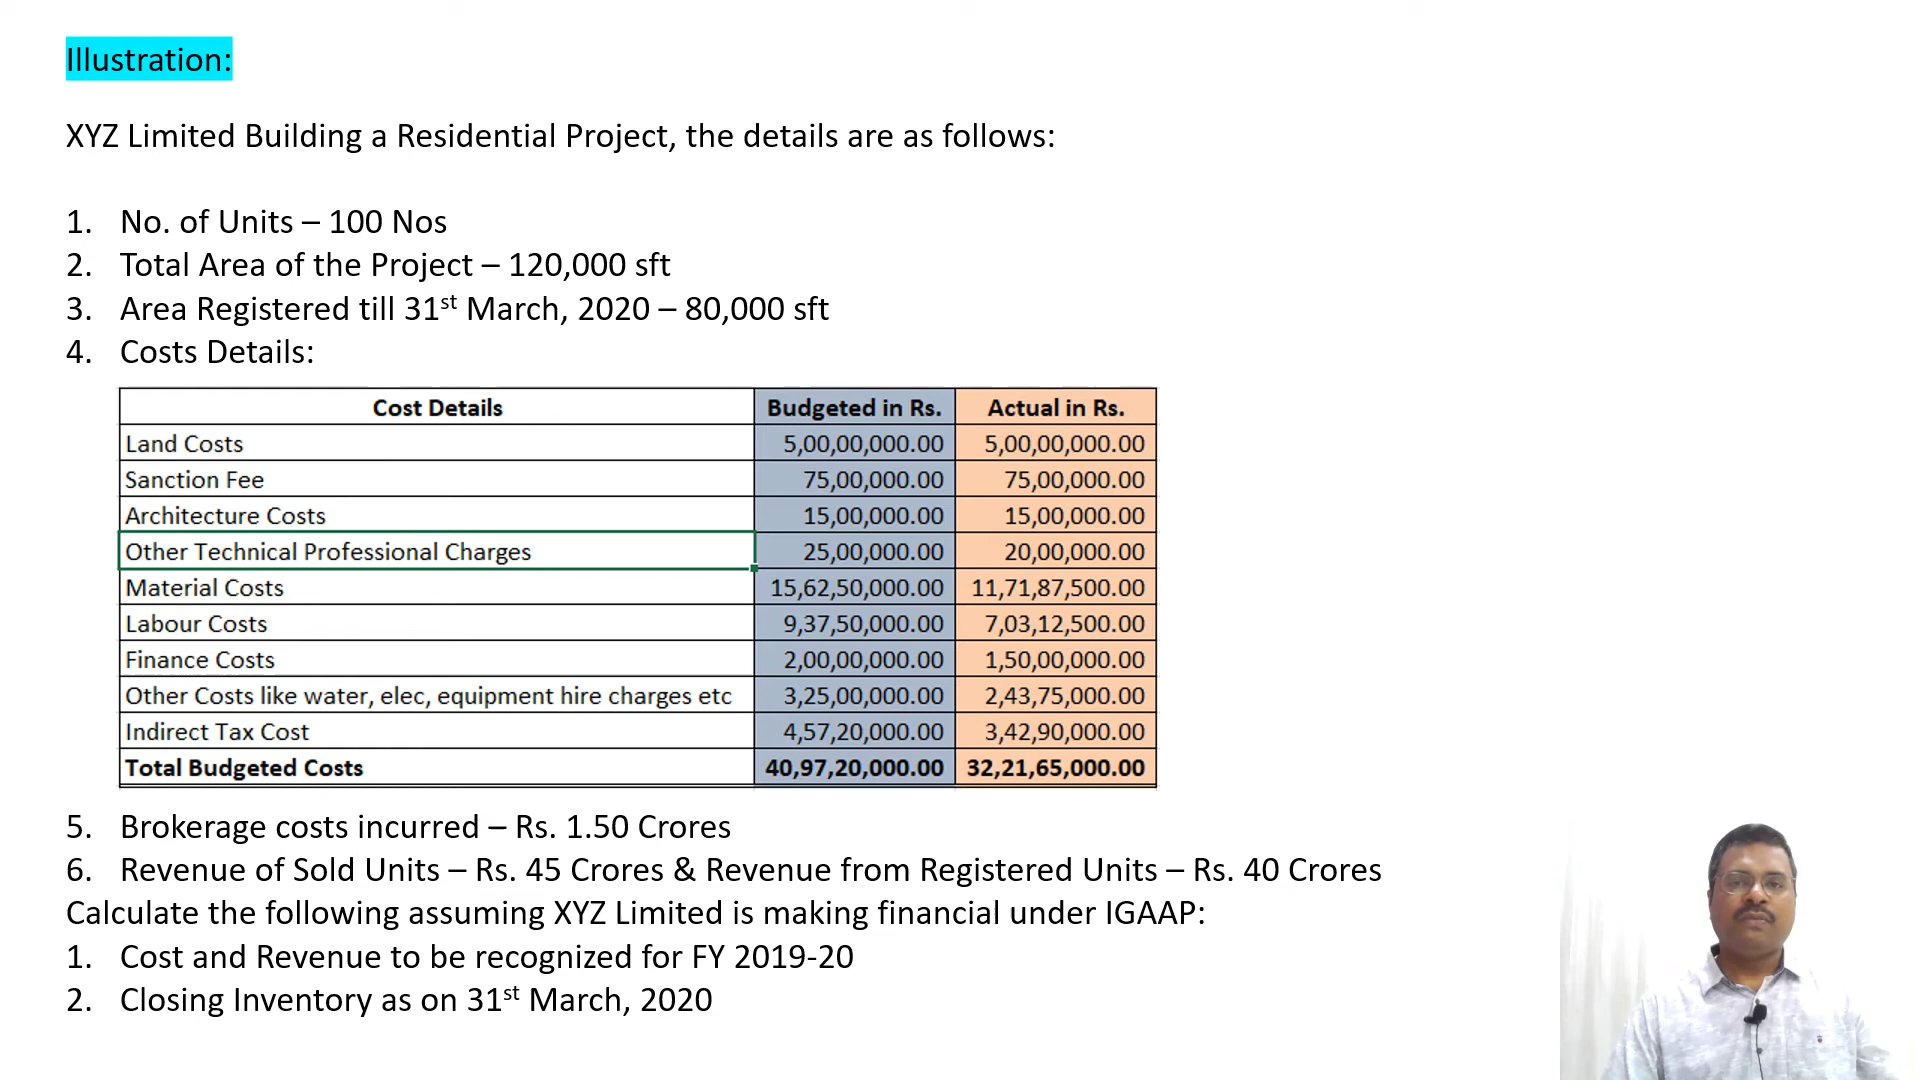 Illustration:
XYZ Limited Building a Residential Project, the details are as follows:
1. No. of Units – 100 Nos
2. Total Area of the Project – 120,000 sft
3. Area Registered till 31st March, 2020 – 80,000 sft
4. Costs Details:
Cost Details Budgeted in Rs. Actual in Rs.
Land Costs 5,00,00,000.00 5,00,00,000.00
Sanction Fee 75,00,000.00 75,00,000.00
Architecture Costs 15,00,000.00 15,00,000.00
Other Technical Professional Charges 25,00,000.00 20,00,000.00
Material Costs 15,62,50,000.00 11,71,87,500.00
Labour Costs 9,37,50,000.00 7,03,12,500.00
Finance Costs 2,00,00,000.00 1,50,00,000.00
Other Costs like water, elec, equipment hire charges etc 3,25,00,000.00 2,43,75,000.00
Indirect Tax Cost 4,57,20,000.00 3,42,90,000.00
Total Budgeted Costs 40,97,20,000.00 32,21,65,000.00
5. Brokerage costs incurred – Rs. 1.50 Crores
6. Revenue of Sold Units – Rs. 45 Crores & Revenue from Registered Units – Rs. 40 Crores
Calculate the following assuming XYZ Limited is making financial under IGAAP:
1. Cost and Revenue to be recognized for FY 2019-20
2. Closing Inventory as on 31st March, 2020